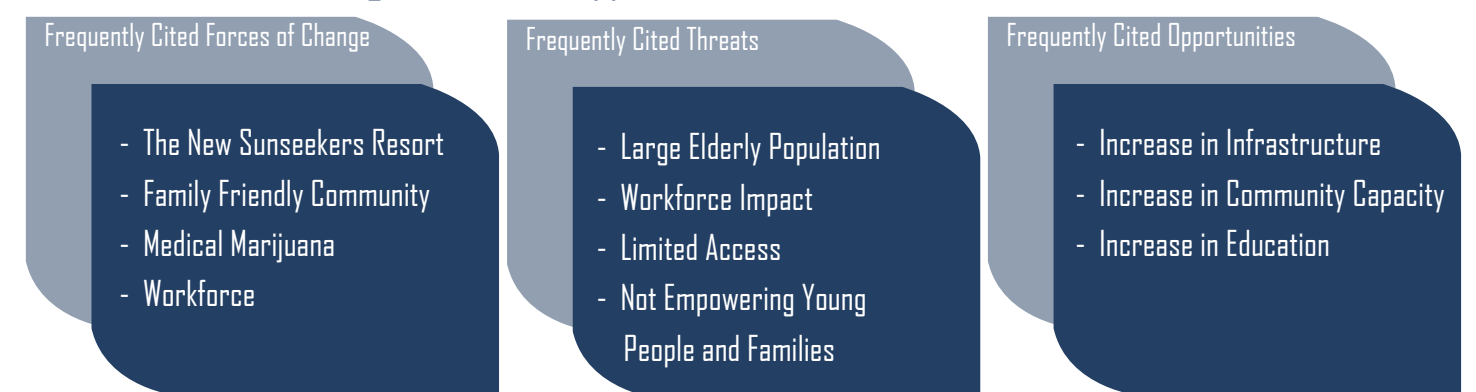 Frequently Cited Forces of Change
- The New Sunseekers Resort
- Family Friendly Community
- Medical Marijuana
- Workforce
Frequently Cited Threats
- Large Elderly Population
- Workforce Impact
- Limited Access
- Not Empowering Young
People and Families
Frequently Cited Opportunities
- Increase in Infrastructure
- Increase in Community Capacity
- Increase in Education